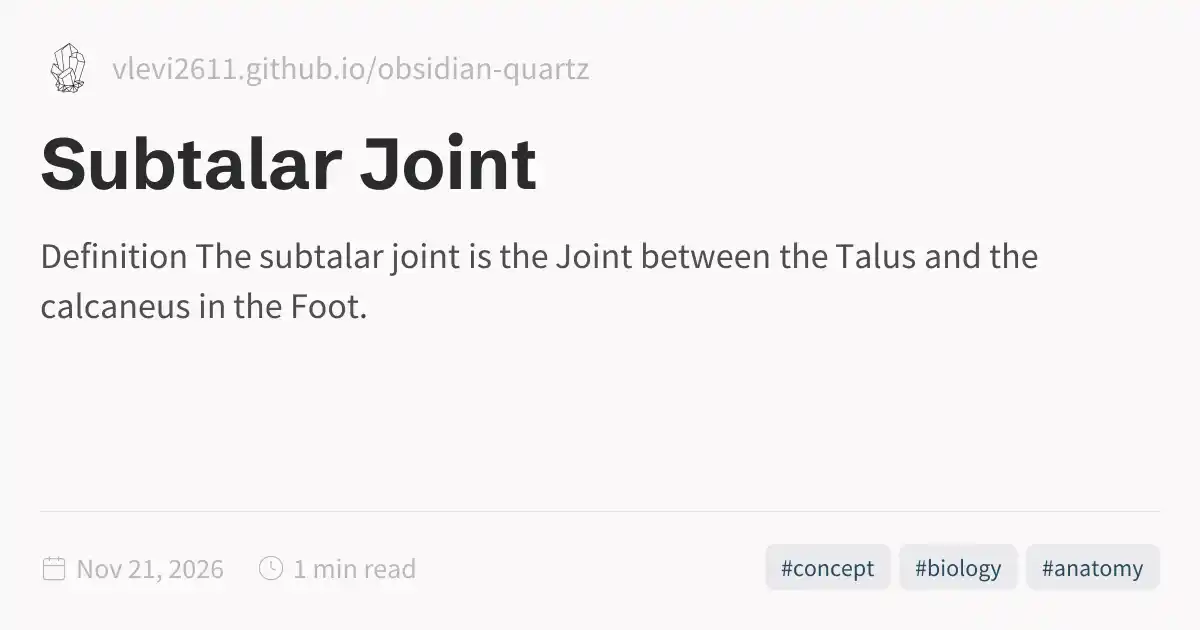 vlevi2611.github.io/obsidian-quartz
Subtalar Joint
Definition The subtalar joint is the Joint between the Talus and the
calcaneus in the Foot.
Nov 21, 2026 1 min read #concept #biology #anatomy